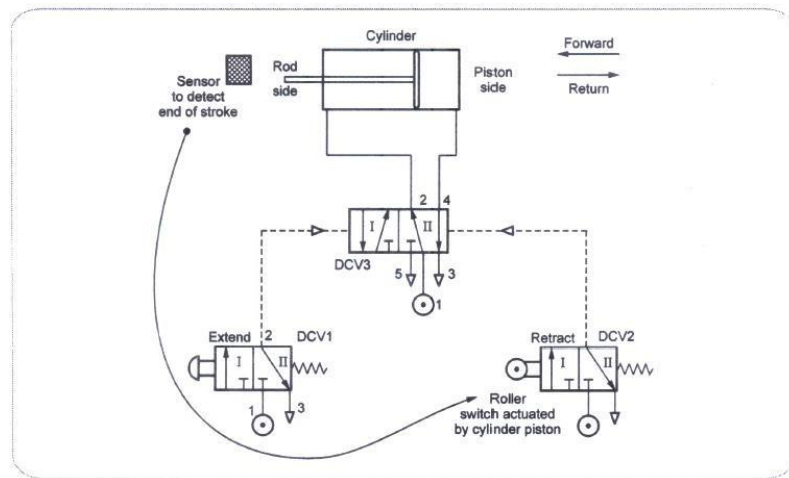 Cylinder
Forward
Return
Sensor
to detect
end of stroke
Rod
side
Piston
side
2 4
I II
DCV3
5 3
1
Extend 2 DCV1
I II
1 3
Retract DCV2
I II
Roller
switch actuated
by cylinder piston